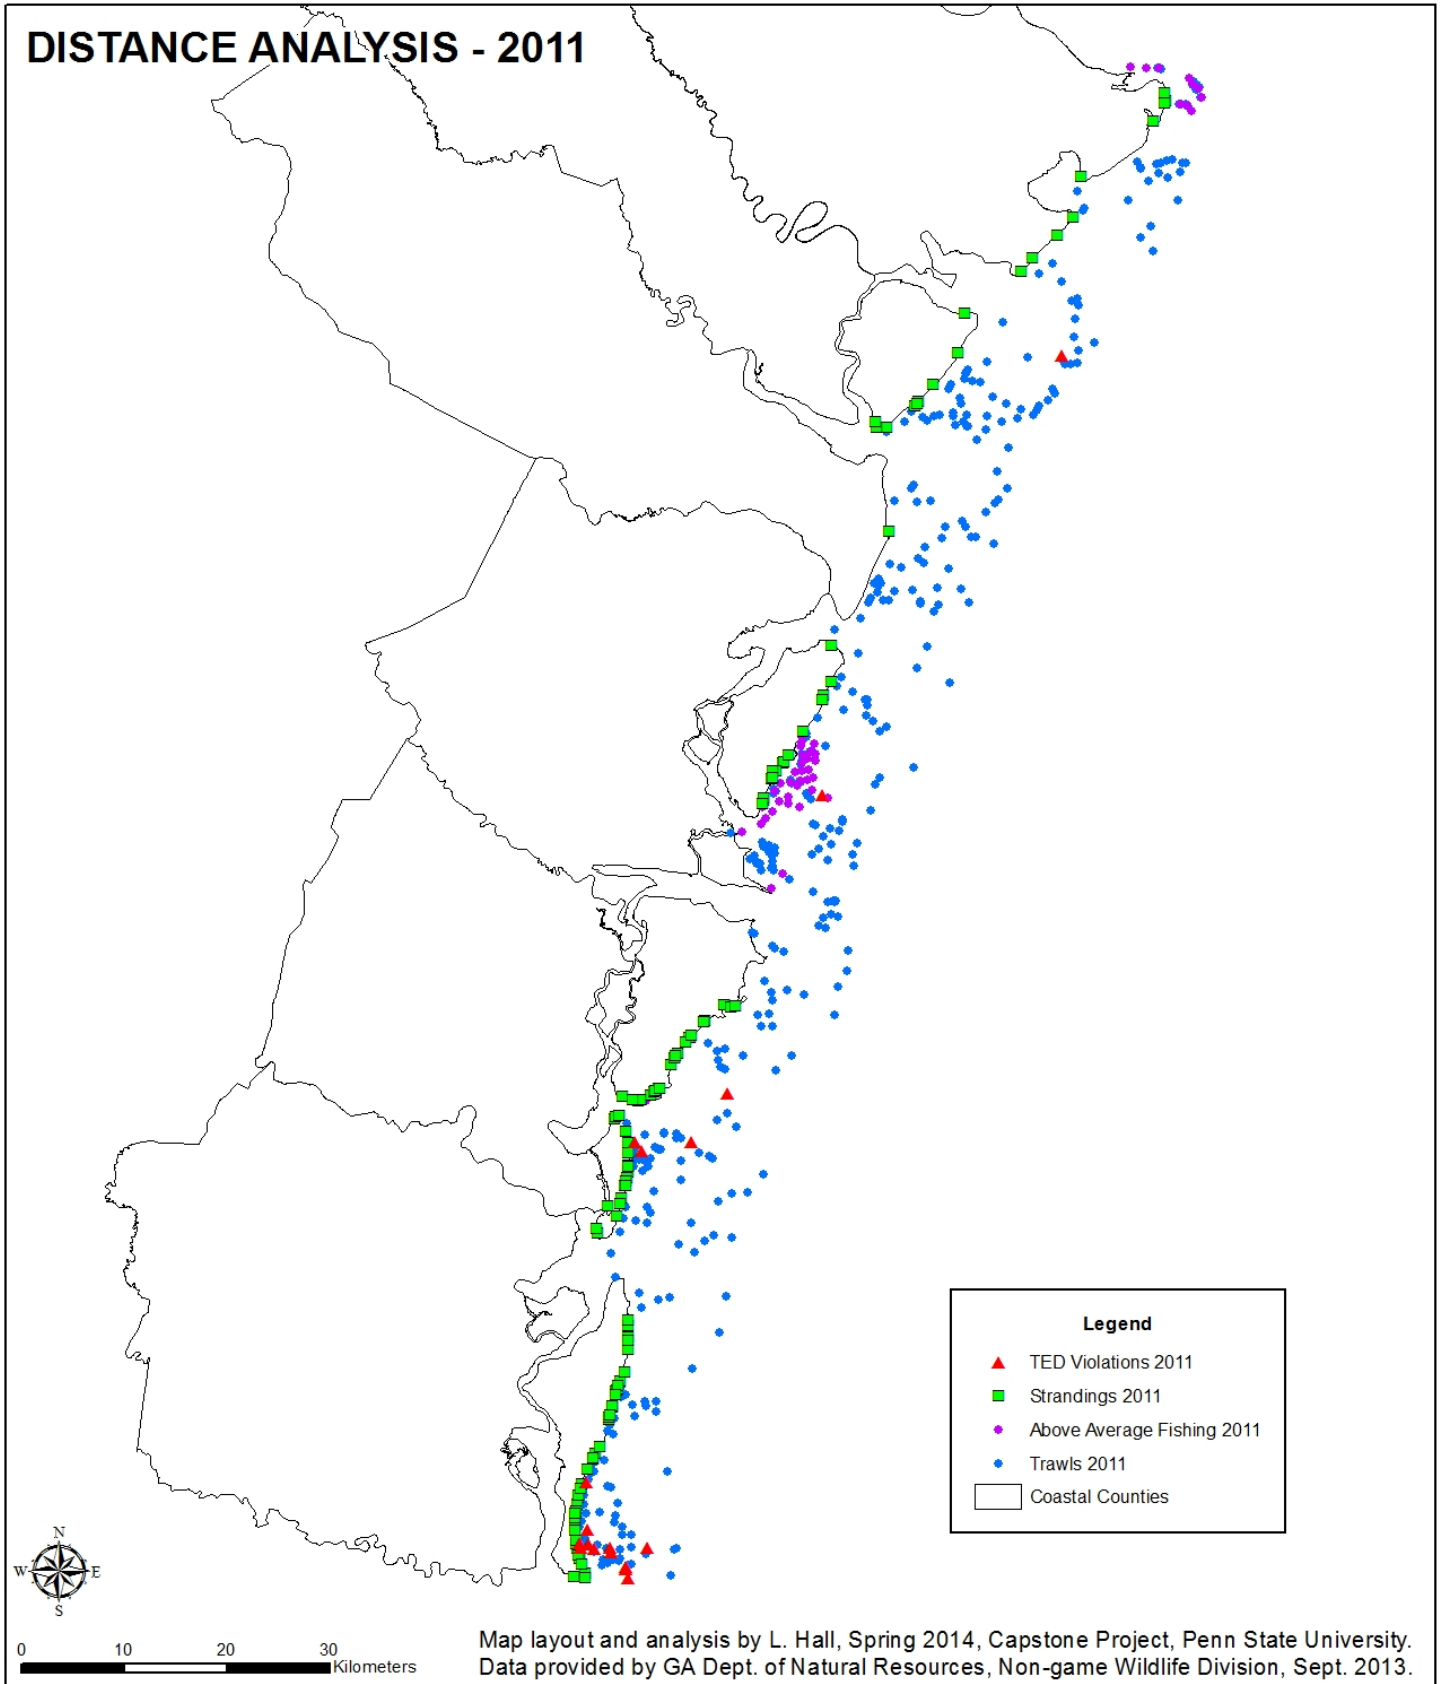 DISTANCE ANALYSIS - 2011
Legend
TED Violations 2011
Strandings 2011
Above Average Fishing 2011
Trawls 2011
Coastal Counties
N
W E
S
0 10 20 30
Kilometers
Map layout and analysis by L. Hall, Spring 2014, Capstone Project, Penn State University.
Data provided by GA Dept. of Natural Resources, Non-game Wildlife Division, Sept. 2013.